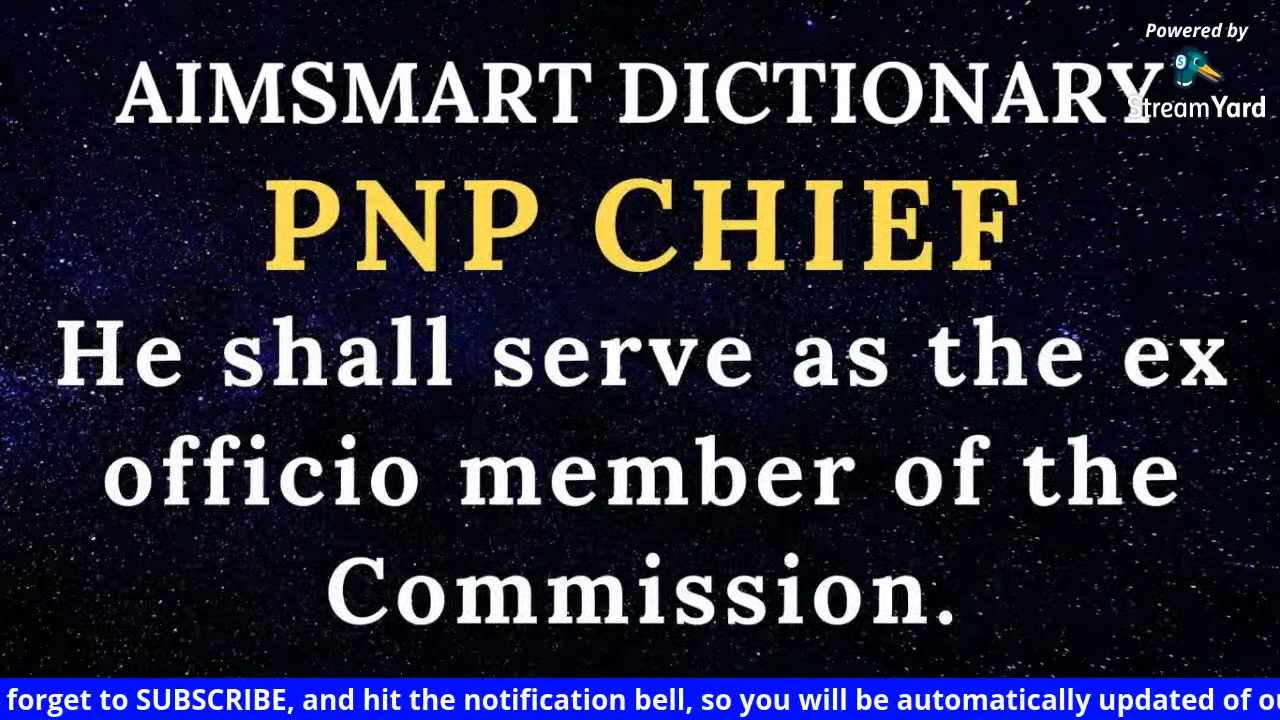 Powered by
StreamYard
AIMSMART DICTIONARY
PNP CHIEF
He shall serve as the ex
officio member of the
Commission.
forget to SUBSCRIBE, and hit the notification bell, so you will be automatically updated of